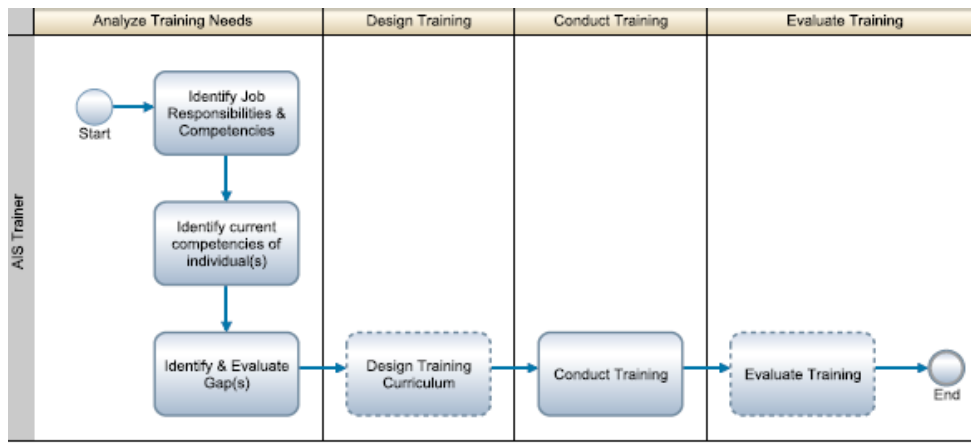 Analyze Training Needs
Design Training
Conduct Training
Evaluate Training
AIS Trainer
Start
Identify Job
Responsibilities &
Competencies
Identify current
competencies of
individual(s)
Identify & Evaluate
Gap(s)
Design Training
Curriculum
Conduct Training
Evaluate Training
End